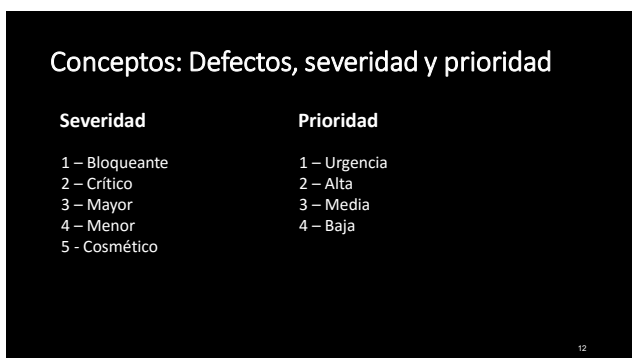 Conceptos: Defectos, severidad y prioridad
Severidad
1 – Bloqueante
2 – Crítico
3 – Mayor
4 – Menor
5 - Cosmético
Prioridad
1 – Urgencia
2 – Alta
3 – Media
4 – Baja
12